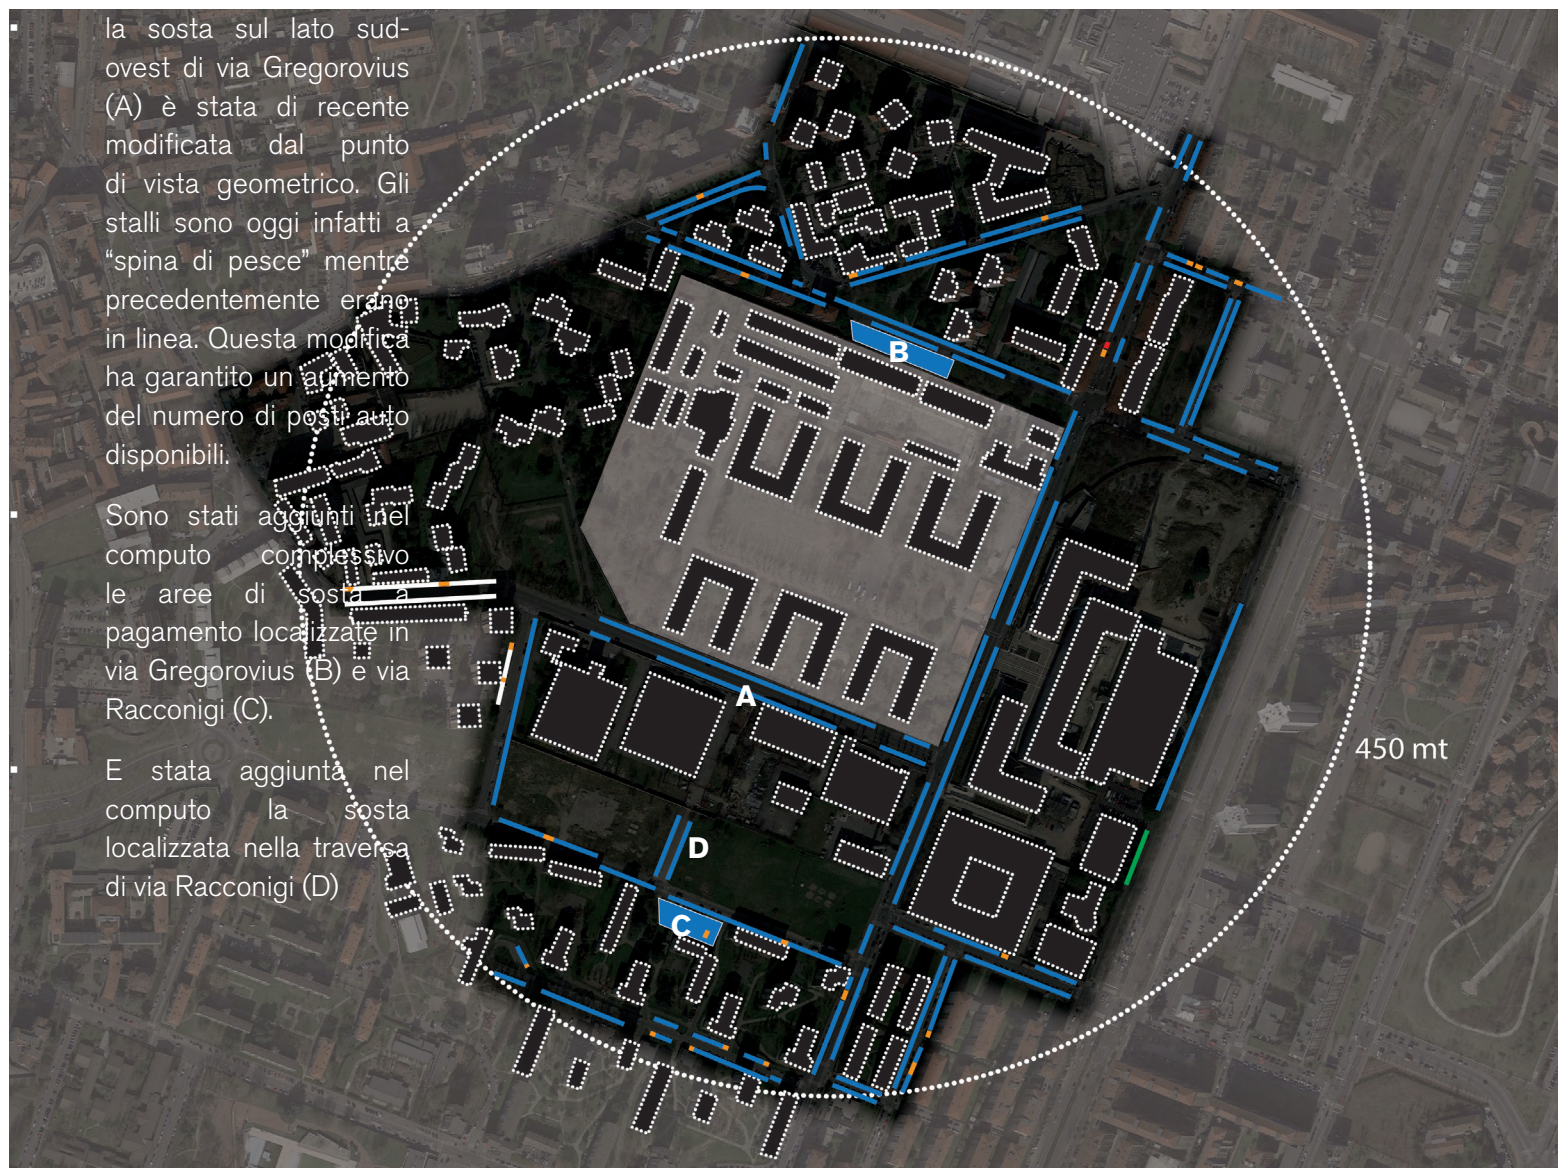 la sosta sul lato sud-
ovest di via Gregorovius
(A) è stata di recente
modificata dal punto
di vista geometrico. Gli
stalli sono oggi infatti a
“spina di pesce” mentre
precedentemente erano
in linea. Questa modifica
ha garantito un aumento
del numero di posti auto
disponibili.
Sono stati aggiunti nel
computo complessivo
le aree di sosta a
pagamento localizzate in
via Gregorovius (B) e via
Racconigi (C).
E stata aggiunta nel
computo la sosta
localizzata nella traversa
di via Racconigi (D)
B
A
450 mt
D
C